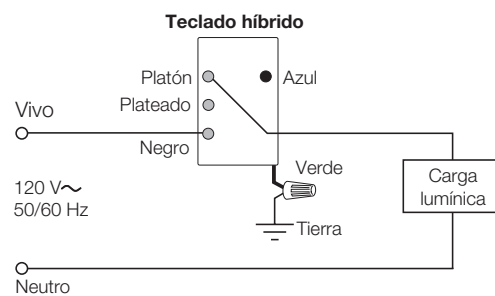 Teclado híbrido
Platón
Azul
Plateado
Vivo
Negro
Verde
120 V~
50/60 Hz
Carga
lumínica
Tierra
Neutro